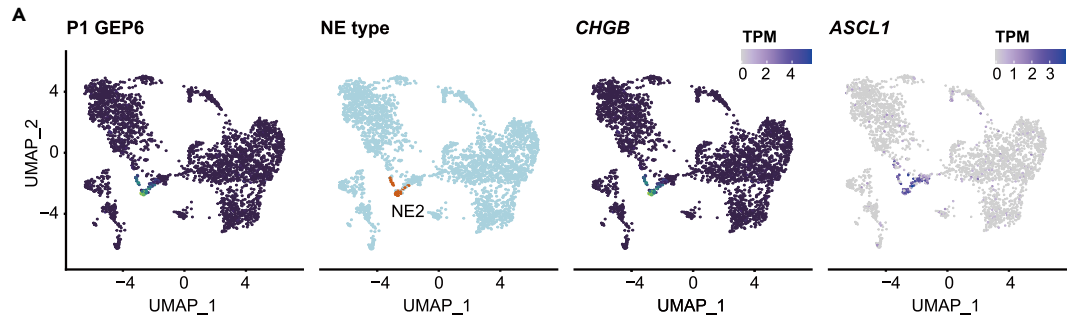 A
P1 GEP6
NE type
CHGB
ASCL1
TPM
0 2 4
TPM
0 1 2 3
UMAP_2
4
0
−4
NE2
−4 0 4
−4 0 4
−4 0 4
−4 0 4
UMAP_1
UMAP_1
UMAP_1
UMAP_1